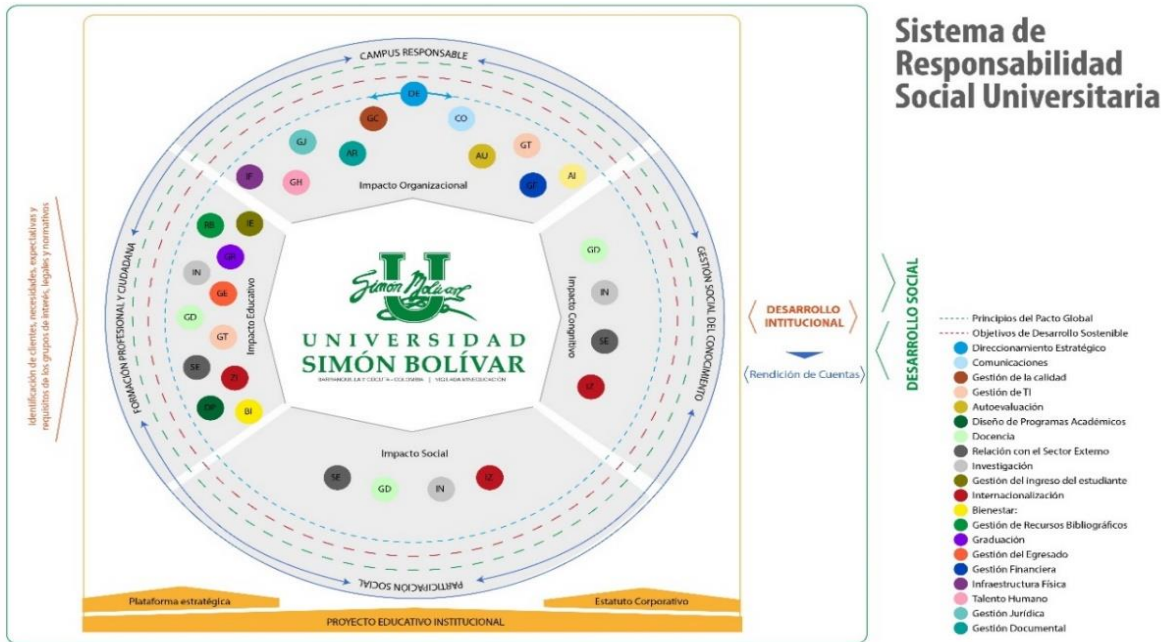 Sistema de
Responsabilidad
Social Universitaria
CAMPUS RESPONSABLE
DE
GC
CO
GJ
AR
AU
GT
IF
GH
GF
AI
Impacto Organizacional
Identificación de clientes, necesidades, expectativas y
requisitos de los grupos de interés, legales y normativos
FORMACIÓN PROFESIONAL Y CIUDADANA
RB
IE
GR
IN
GE
GD
GT
SE
BI
Impacto Educativo
Simón Bolívar
U
UNIVERSIDAD
SIMÓN BOLÍVAR
GD
IN
SE
IZ
Impacto Congnitivo
GESTIÓN SOCIAL DEL CONOCIMIENTO
Impacto Social
SE
GD
IN
IZ
PARTICIPACIÓN SOCIAL
DESARROLLO
INTITUCIONAL
Rendición de Cuentas
DESARROLLO SOCIAL
Principios del Pacto Global
Objetivos de Desarrollo Sostenible
Direccionamiento Estratégico
Comunicaciones
Gestión de la calidad
Gestión de TI
Autoevaluación
Diseño de Programas Académicos
Docencia
Relación con el Sector Externo
Investigación
Gestión del ingreso del estudiante
Internacionalización
Bienestar:
Gestión de Recursos Bibliográficos
Graduación
Gestión del Egresado
Gestión Financiera
Infraestructura Física
Talento Humano
Gestión Jurídica
Gestión Documental
Plataforma estratégica
Estatuto Corporativo
PROYECTO EDUCATIVO INSTITUCIONAL